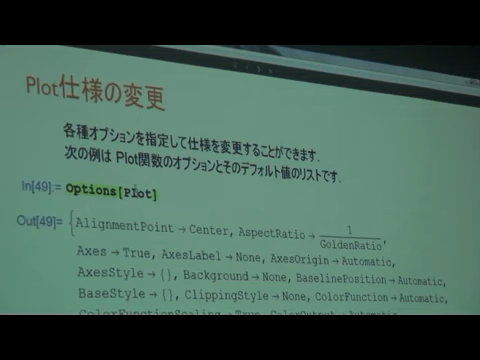 Plot仕様の変更
各種オプションを指定して仕様を変更することができます.
次の例は Plot関数のオプションとそのデフォルト値のリストです.
In[49]:= Options[Plot]
Out[49]= {AlignmentPoint → Center, AspectRatio → 1/GoldenRatio,
Axes → True, AxesLabel → None, AxesOrigin → Automatic,
AxesStyle → {}, Background → None, BaselinePosition → Automatic,
BaseStyle → {}, ClippingStyle → None, ColorFunction → Automatic,
ColorFunctionScaling → True, ColorOutput → Automatic,